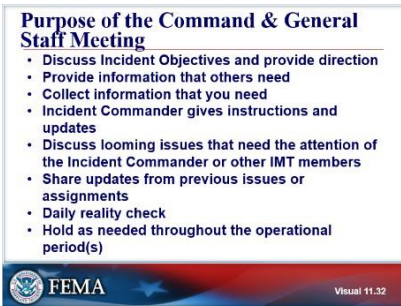 Purpose of the Command & General
Staff Meeting
• Discuss Incident Objectives and provide direction
• Provide information that others need
• Collect information that you need
• Incident Commander gives instructions and
updates
• Discuss looming issues that need the attention of
the Incident Commander or other IMT members
• Share updates from previous issues or
assignments
• Daily reality check
• Hold as needed throughout the operational
period(s)
FEMA
Visual 11.32